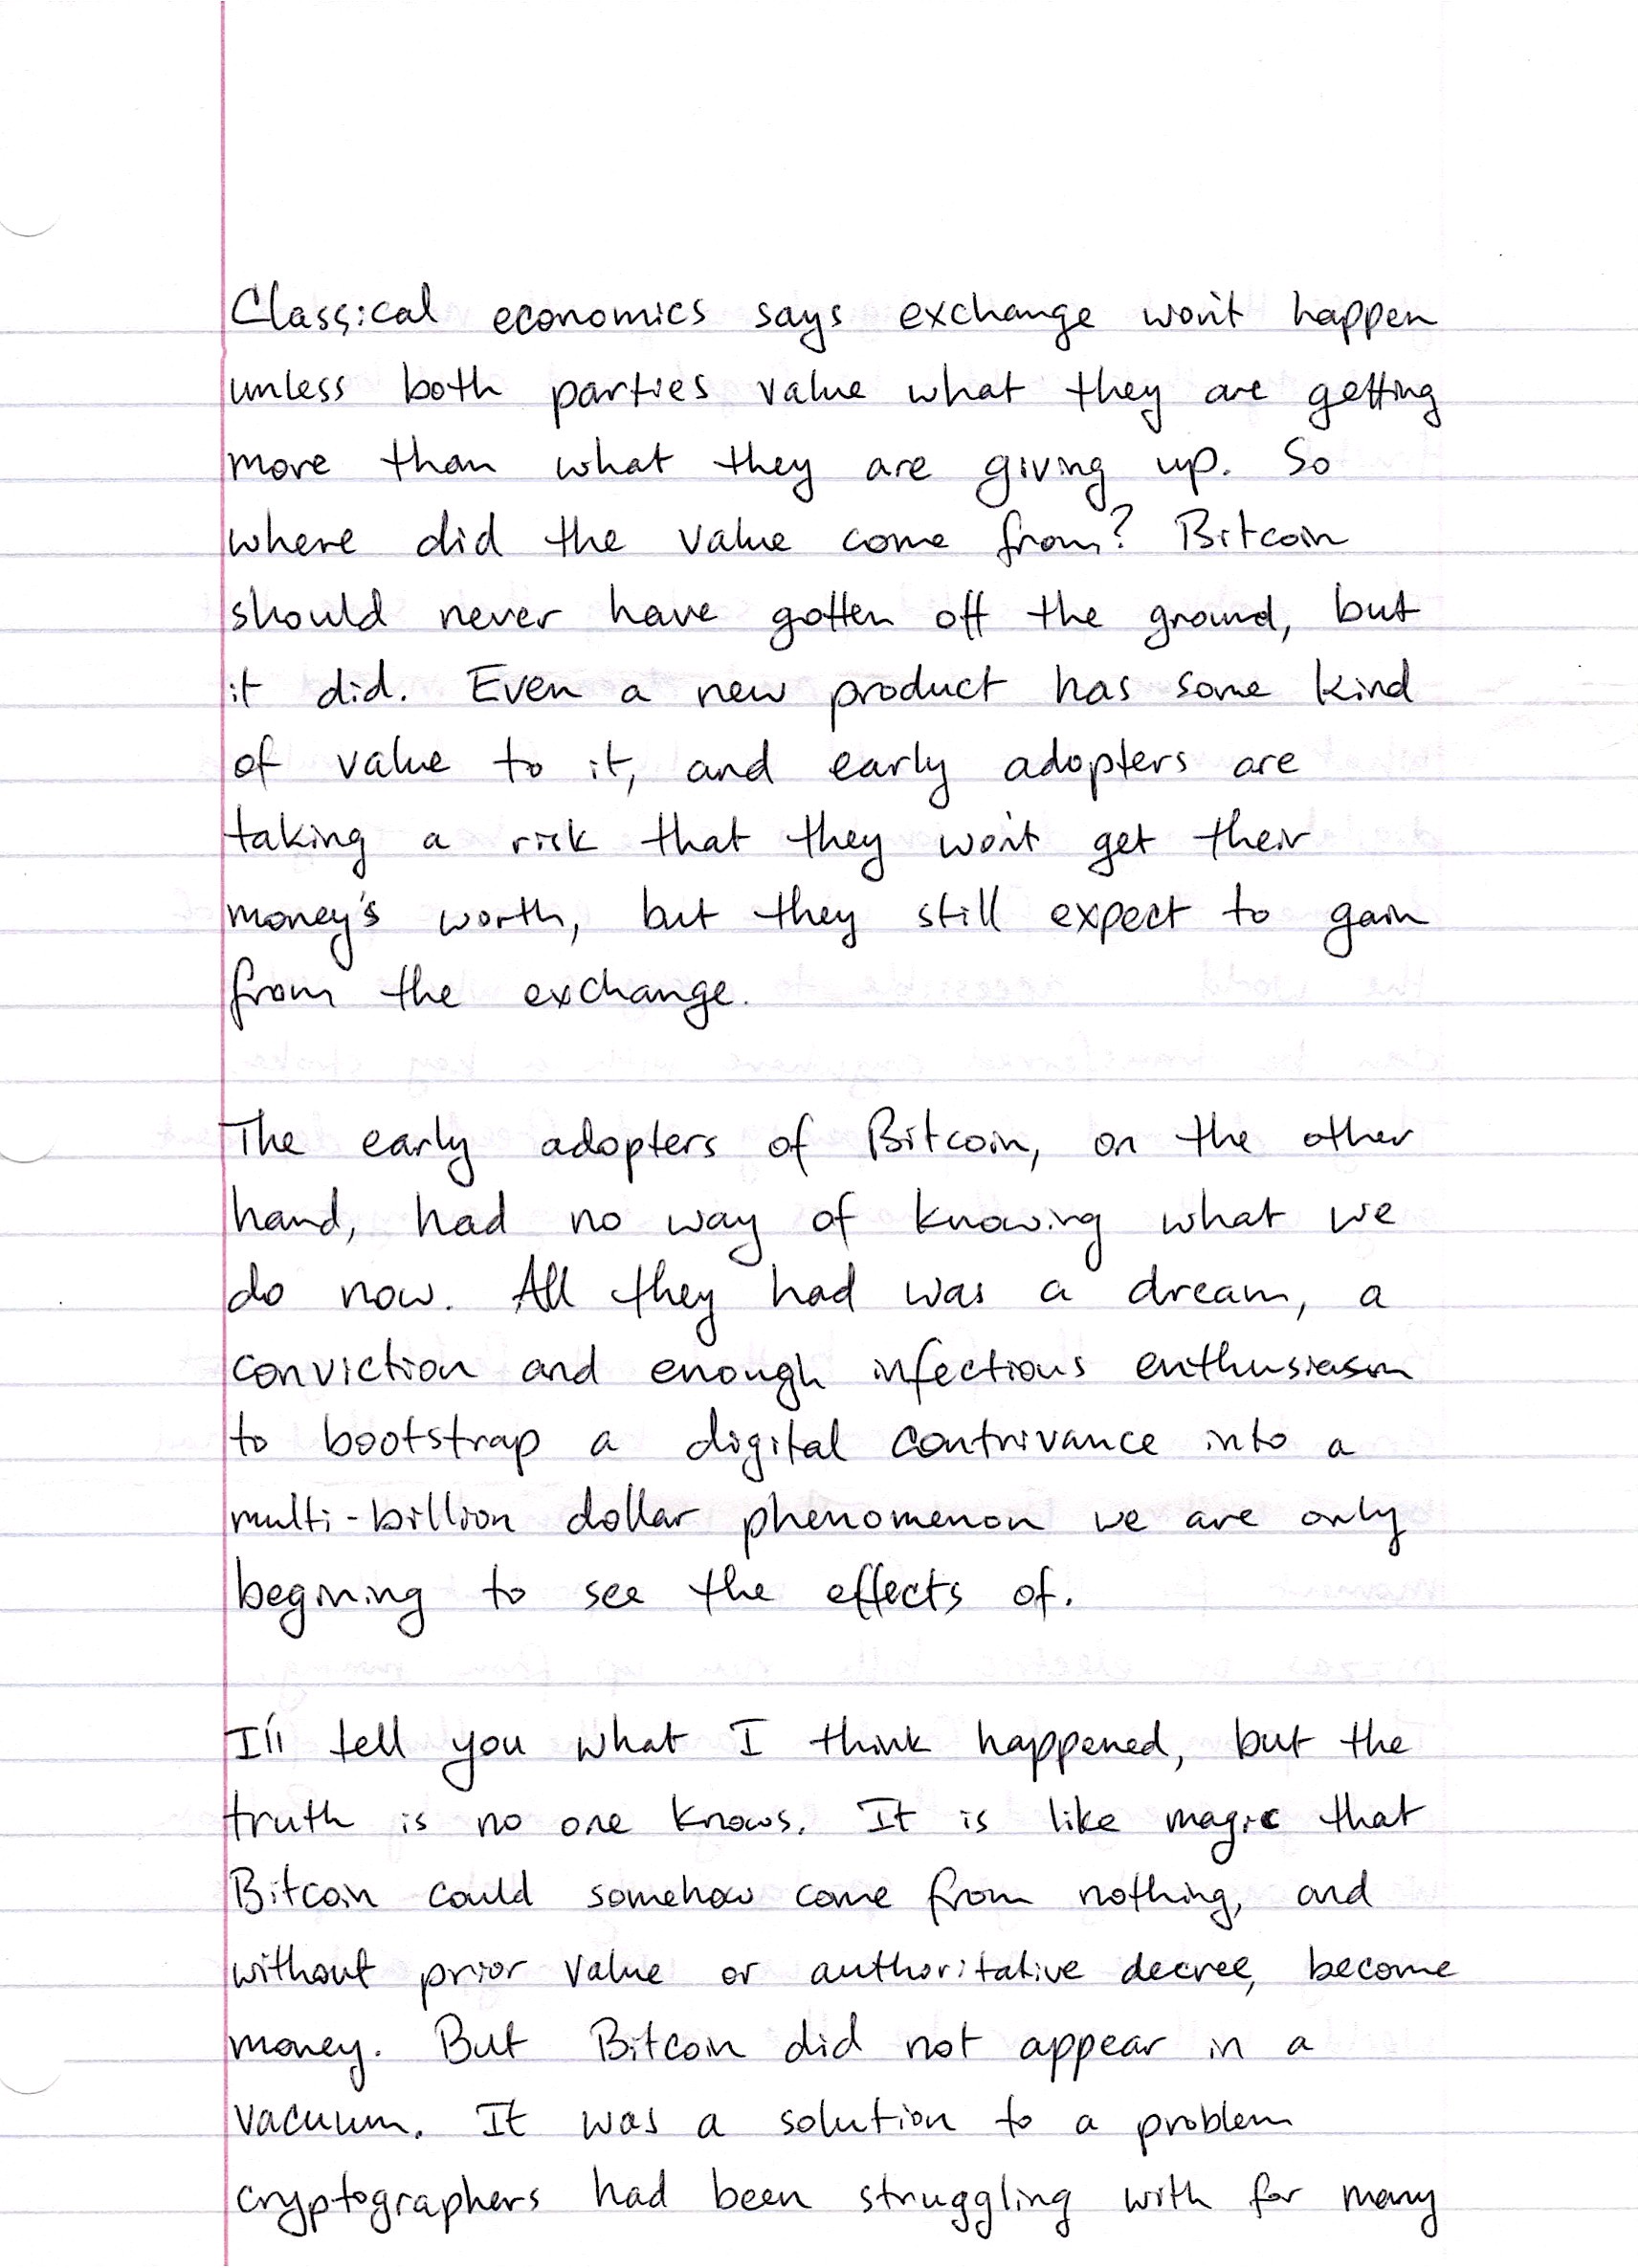 Classical economics says exchange won't happen
unless both parties value what they are getting
more than what they are giving up. So
where did the value come from? Bitcoin
should never have gotten off the ground, but
it did. Even a new product has some kind
of value to it, and early adopters are
taking a risk that they won't get their
money's worth, but they still expect to gain
from the exchange.

The early adopters of Bitcoin, on the other
hand, had no way of knowing what we
do now. All they had was a dream, a
conviction and enough infectious enthusiasm
to bootstrap a digital contrivance into a
multi-billion dollar phenomenon we are only
begining to see the effects of.

I'll tell you what I think happened, but the
truth is no one knows. It is like magic that
Bitcoin could somehow come from nothing, and
without prior value or authoritative decree, become
money. But Bitcoin did not appear in a
vacuum. It was a solution to a problem
cryptographers had been struggling with for many